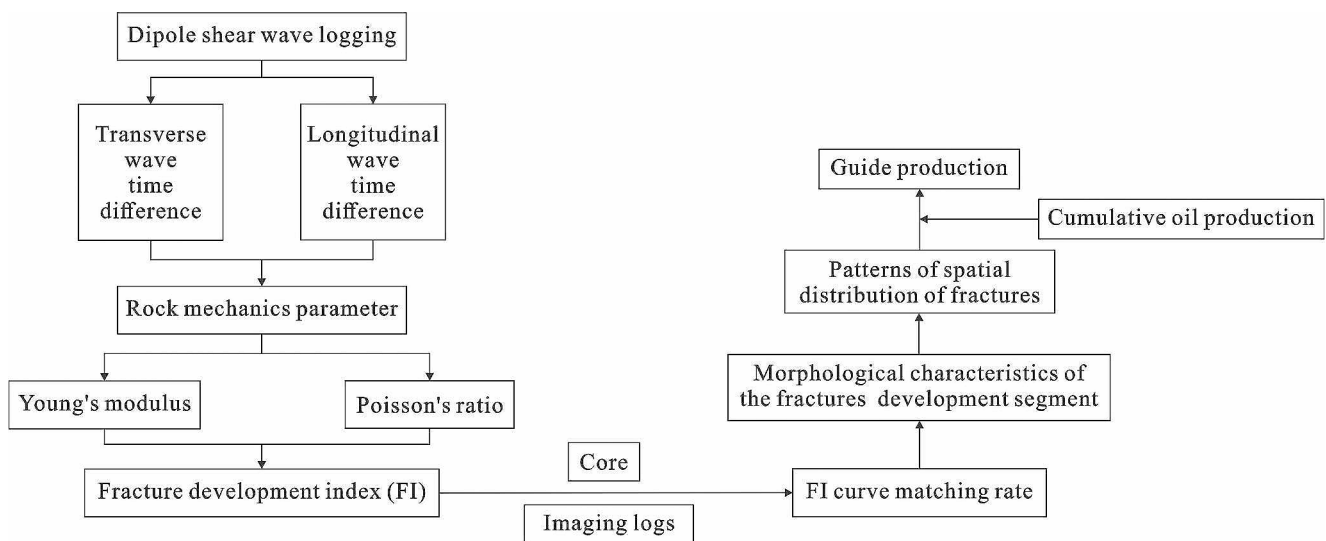 Dipole shear wave logging
Transverse
wave
time
difference
Longitudinal
wave
time
difference
Rock mechanics parameter
Young's modulus
Poisson's ratio
Fracture development index (FI)
Core
Imaging logs
FI curve matching rate
Morphological characteristics of
the fractures development segment
Patterns of spatial
distribution of fractures
Cumulative oil production
Guide production